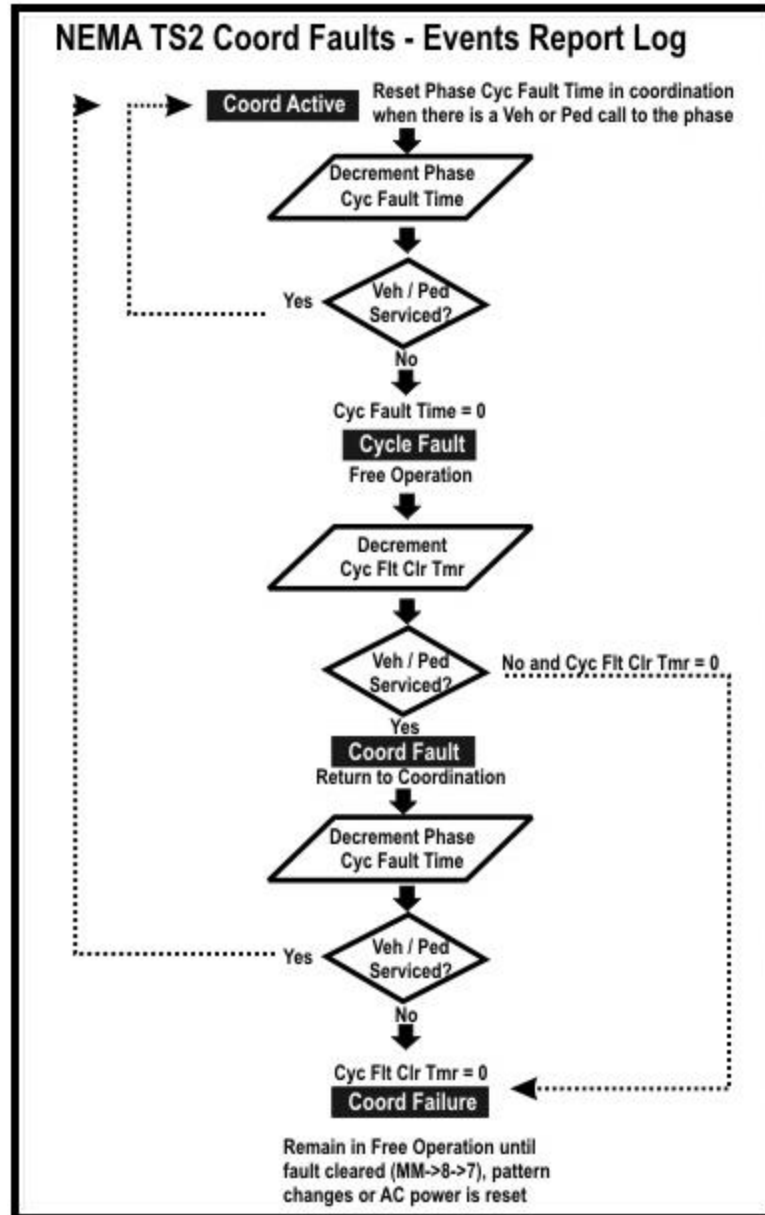 NEMA TS2 Coord Faults - Events Report Log
Coord Active
Reset Phase Cyc Fault Time in coordination
when there is a Veh or Ped call to the phase
Decrement Phase
Cyc Fault Time
Veh / Ped
Serviced?
Yes
No
Cyc Fault Time = 0
Cycle Fault
Free Operation
Decrement
Cyc Flt Clr Tmr
Veh / Ped
Serviced?
No and Cyc Flt Clr Tmr = 0
Yes
Coord Fault
Return to Coordination
Decrement Phase
Cyc Fault Time
Veh / Ped
Serviced?
Yes
No
Cyc Flt Clr Tmr = 0
Coord Failure
Remain in Free Operation until
fault cleared (MM->8->7), pattern
changes or AC power is reset